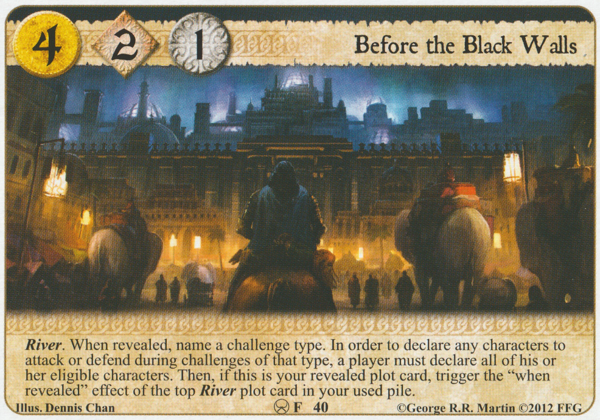 4 2 1 Before the Black Walls
River. When revealed, name a challenge type. In order to declare any characters to
attack or defend during challenges of that type, a player must declare all of his or
her eligible characters. Then, if this is your revealed plot card, trigger the “when
revealed” effect of the top River plot card in your used pile.
Illus. Dennis Chan F 40 ©George R.R. Martin ©2012 FFG